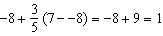 −8 + 3/5 (7 − −8) = −8 + 9 = 1